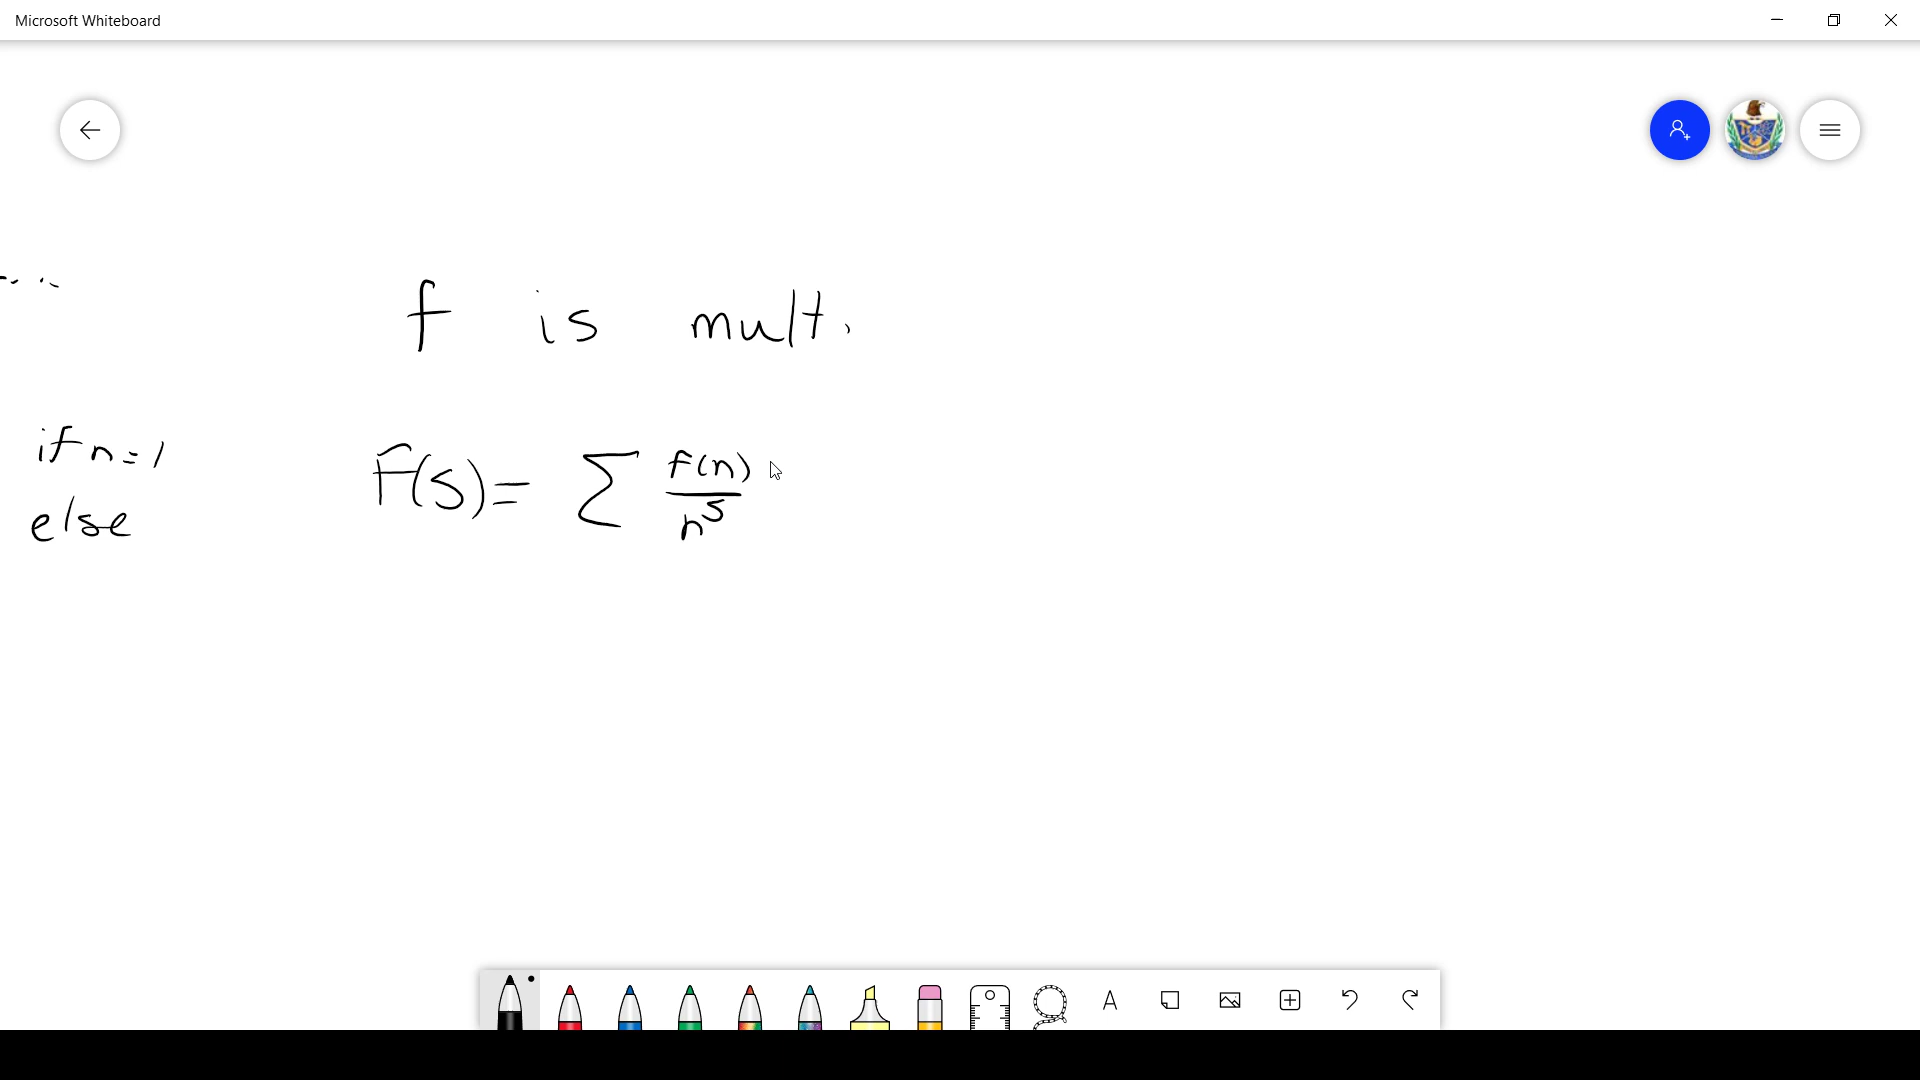 Microsoft Whiteboard
...
f is mult.
if n=1
else
F(s)= ∑ f(n)/n^s
A